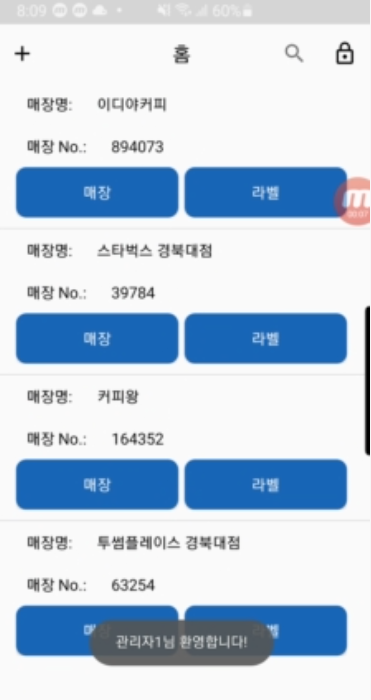 8:09 60%
+ 홈
매장명: 이디야커피
매장 No.: 894073
매장 라벨
m
00:07
매장명: 스타벅스 경북대점
매장 No.: 39784
매장 라벨
매장명: 커피왕
매장 No.: 164352
매장 라벨
매장명: 투썸플레이스 경북대점
매장 No.: 63254
관리자1님 환영합니다!